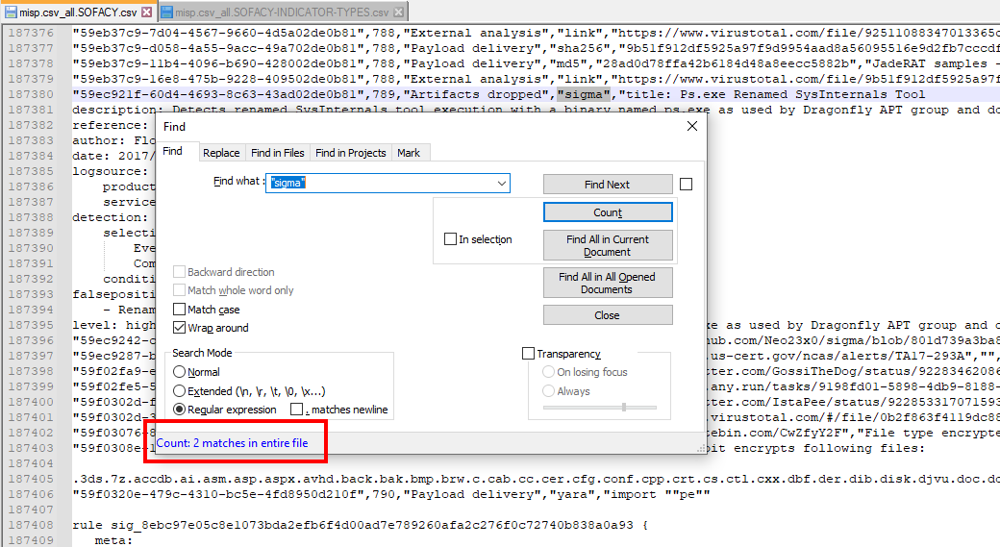 misp.csv_all.SOFACY.csv misp.csv_all.SOFACY-INDICATOR-TYPES.csv
187376 "59eb37c9-7d04-4567-9660-4d5a02de0b81",788,"External analysis","link","https://www.virustotal.com/file/92511088347013365d
187377 "59eb37c9-d058-4a55-9acc-49a702de0b81",788,"Payload delivery","sha256","9b51f912df5925a97f9d9954aad8a56095516e9d2fb7cccdf
187378 "59eb37c9-11b4-4096-b690-428002de0b81",788,"Payload delivery","md5","28ad0d78ffa42b6184d48a8eecc5882b","JadeRAT samples -
187379 "59eb37c9-16e8-475b-9228-409502de0b81",788,"External analysis","link","https://www.virustotal.com/file/9b51f912df5925a97f
187380 "59ec921f-60d4-4693-8c63-43ad02de0b81",789,"Artifacts dropped","sigma","title: Ps.exe Renamed SysInternals Tool
187381 description: Detects renamed SysInternals tool execution with a binary named ps.exe as used by Dragonfly APT group and do
187382 reference:
187383 author: Flo
187384 date: 2017/
187385 logsource:
187386 product
187387 service
187388 detection:
187389 selecti
187390 Eve
187391 Com
187392 conditi
187393 falsepositi
187394 - Renam
187395 level: high xe as used by Dragonfly APT group and d
187396 "59ec9242-c hub.com/Neo23x0/sigma/blob/801d739a3ba8
187397 "59ec9287-b .us-cert.gov/ncas/alerts/TA17-293A","",
187398 "59f02fa9-e tter.com/GossiTheDog/status/92283462086
187399 "59f02fe5-5 any.run/tasks/9198fd01-5898-4db9-8188-
187400 "59f0302d-f tter.com/IstaPee/status/922853317071593
187401 "59f0302d-3 virustotal.com/#/file/0b2f863f4119dc88
187402 "59f03076-8 tebin.com/CwZfyY2F","File type encrypte
187403 "59f0308e-1 bit encrypts following files:
187404
187405 .3ds.7z.accdb.ai.asm.asp.aspx.avhd.back.bak.bmp.brw.c.cab.cc.cer.cfg.conf.cpp.crt.cs.ctl.cxx.dbf.der.dib.disk.djvu.doc.do
187406 "59f0320e-479c-4310-bc5e-4fd8950d210f",790,"Payload delivery","yara","import ""pe""
187407
187408 rule sig_8ebc97e05c8e1073bda2efb6f4d00ad7e789260afa2c276f0c72740b838a0a93 {
187409 meta:
Find
Find Replace Find in Files Find in Projects Mark
Find what : "sigma" Find Next
Count
In selection Find All in Current
Document
Backward direction
Match whole word only Find All in All Opened
Documents
Match case
Close
Wrap around
Search Mode Transparency
Normal On losing focus
Extended (\n, \r, \t, \0, \x...) Always
Regular expression . matches newline
Count: 2 matches in entire file